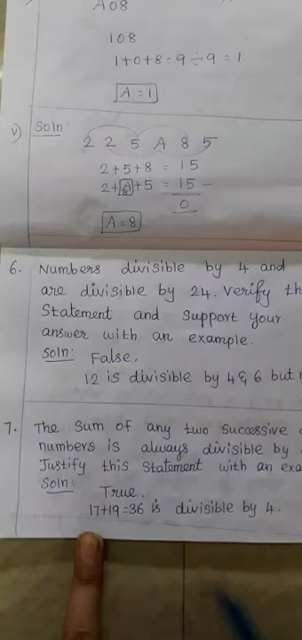 A08
108
1+0+8=9÷9=1
A=1
v) Soln
2 2 5 A 8 5
2+5+8 = 15
2+A+5 = 15 -
0
A=8
6. Numbers divisible by 4 and
are divisible by 24. Verify th
Statement and Support your
answer with an example.
Soln: False.
12 is divisible by 4 & 6 but
7. The Sum of any two Successive
numbers is always divisible by
Justify this Statement with an exa
Soln: True.
17+19=36 is divisible by 4.